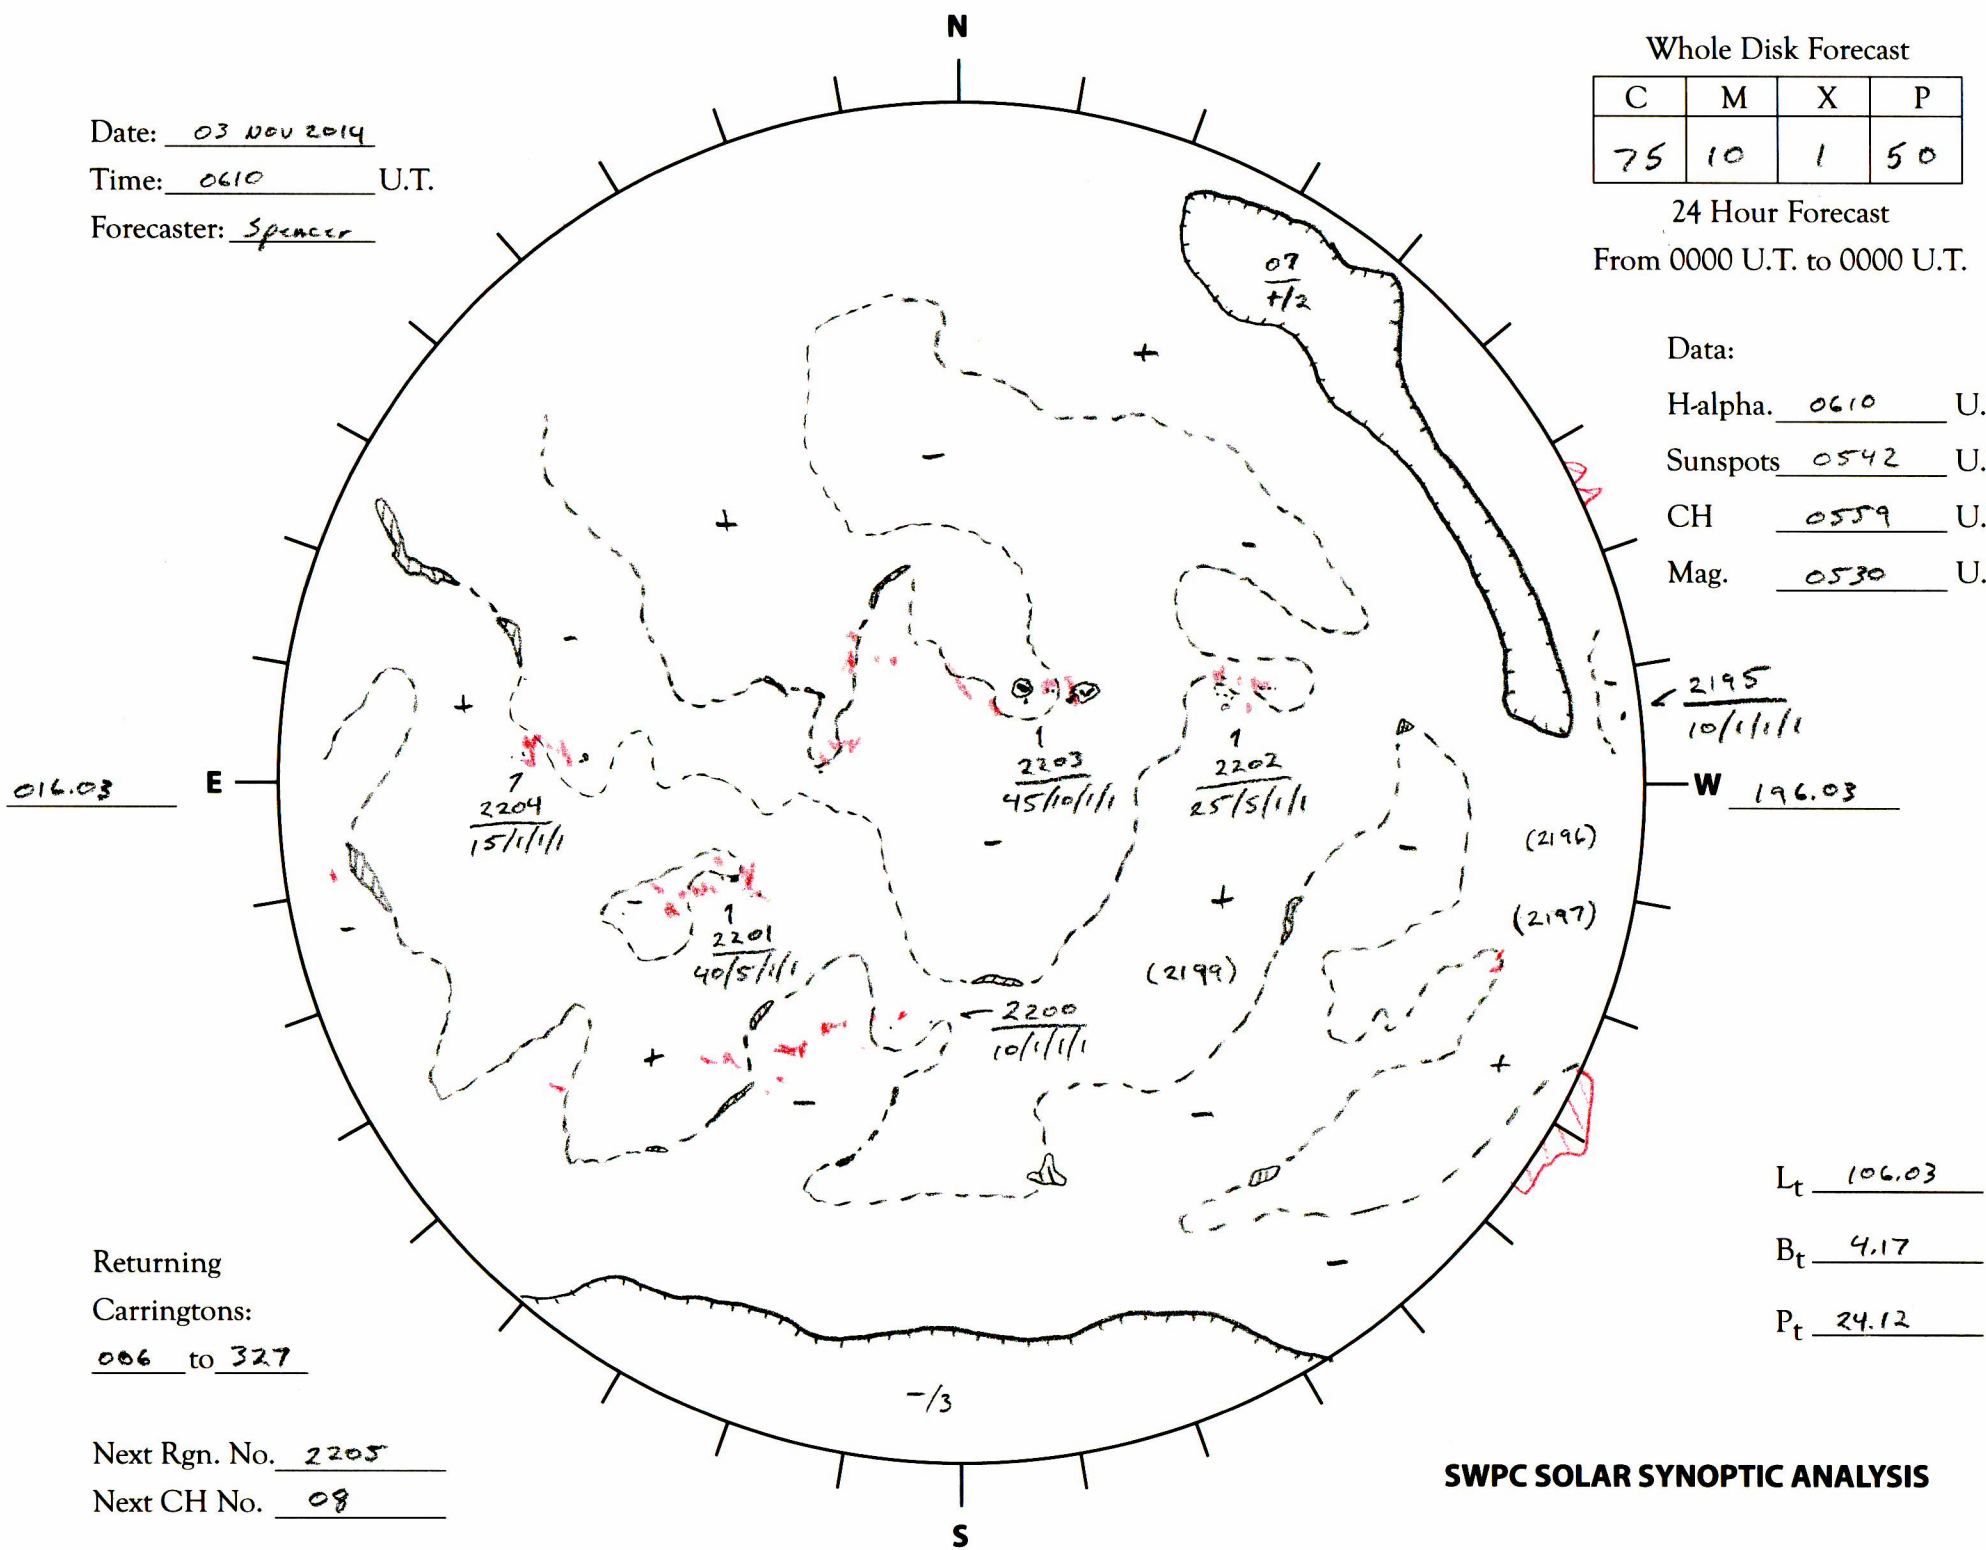 N
Whole Disk Forecast
C M X P
75 10 1 50
24 Hour Forecast
From 0000 U.T. to 0000 U.T.
Date: 03 NOV 2014
Time: 0610 U.T.
Forecaster: Spencer
Data:
H-alpha. 0610 U.
Sunspots 0542 U.
CH 0559 U.
Mag. 0530 U.
07
+/2
+
-
+
-
-
+
-
2195
10/1/1/1
1
2203
45/10/1/1
1
2202
25/5/1/1
1
2204
15/1/1/1
016.03 E
W 196.03
(2196)
-
-
+
(2197)
-
-
1
2201
40/5/1/1
(2199)
2200
10/1/1/1
+
+
-
-
-
Lt 106.03
Bt 4.17
Pt 24.12
Returning
Carringtons:
006 to 327
-/3
Next Rgn. No. 2205
Next CH No. 08
SWPC SOLAR SYNOPTIC ANALYSIS
S